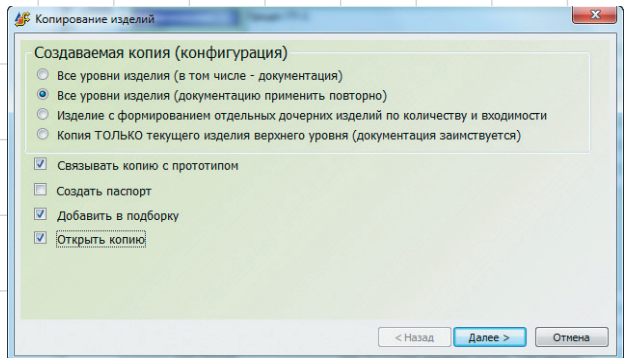 Копирование изделий
Создаваемая копия (конфигурация)
Все уровни изделия (в том числе - документация)
Все уровни изделия (документацию применить повторно)
Изделие с формированием отдельных дочерних изделий по количеству и входимости
Копия ТОЛЬКО текущего изделия верхнего уровня (документация заимствуется)
Связывать копию с прототипом
Создать паспорт
Добавить в подборку
Открыть копию
< Назад Далее > Отмена